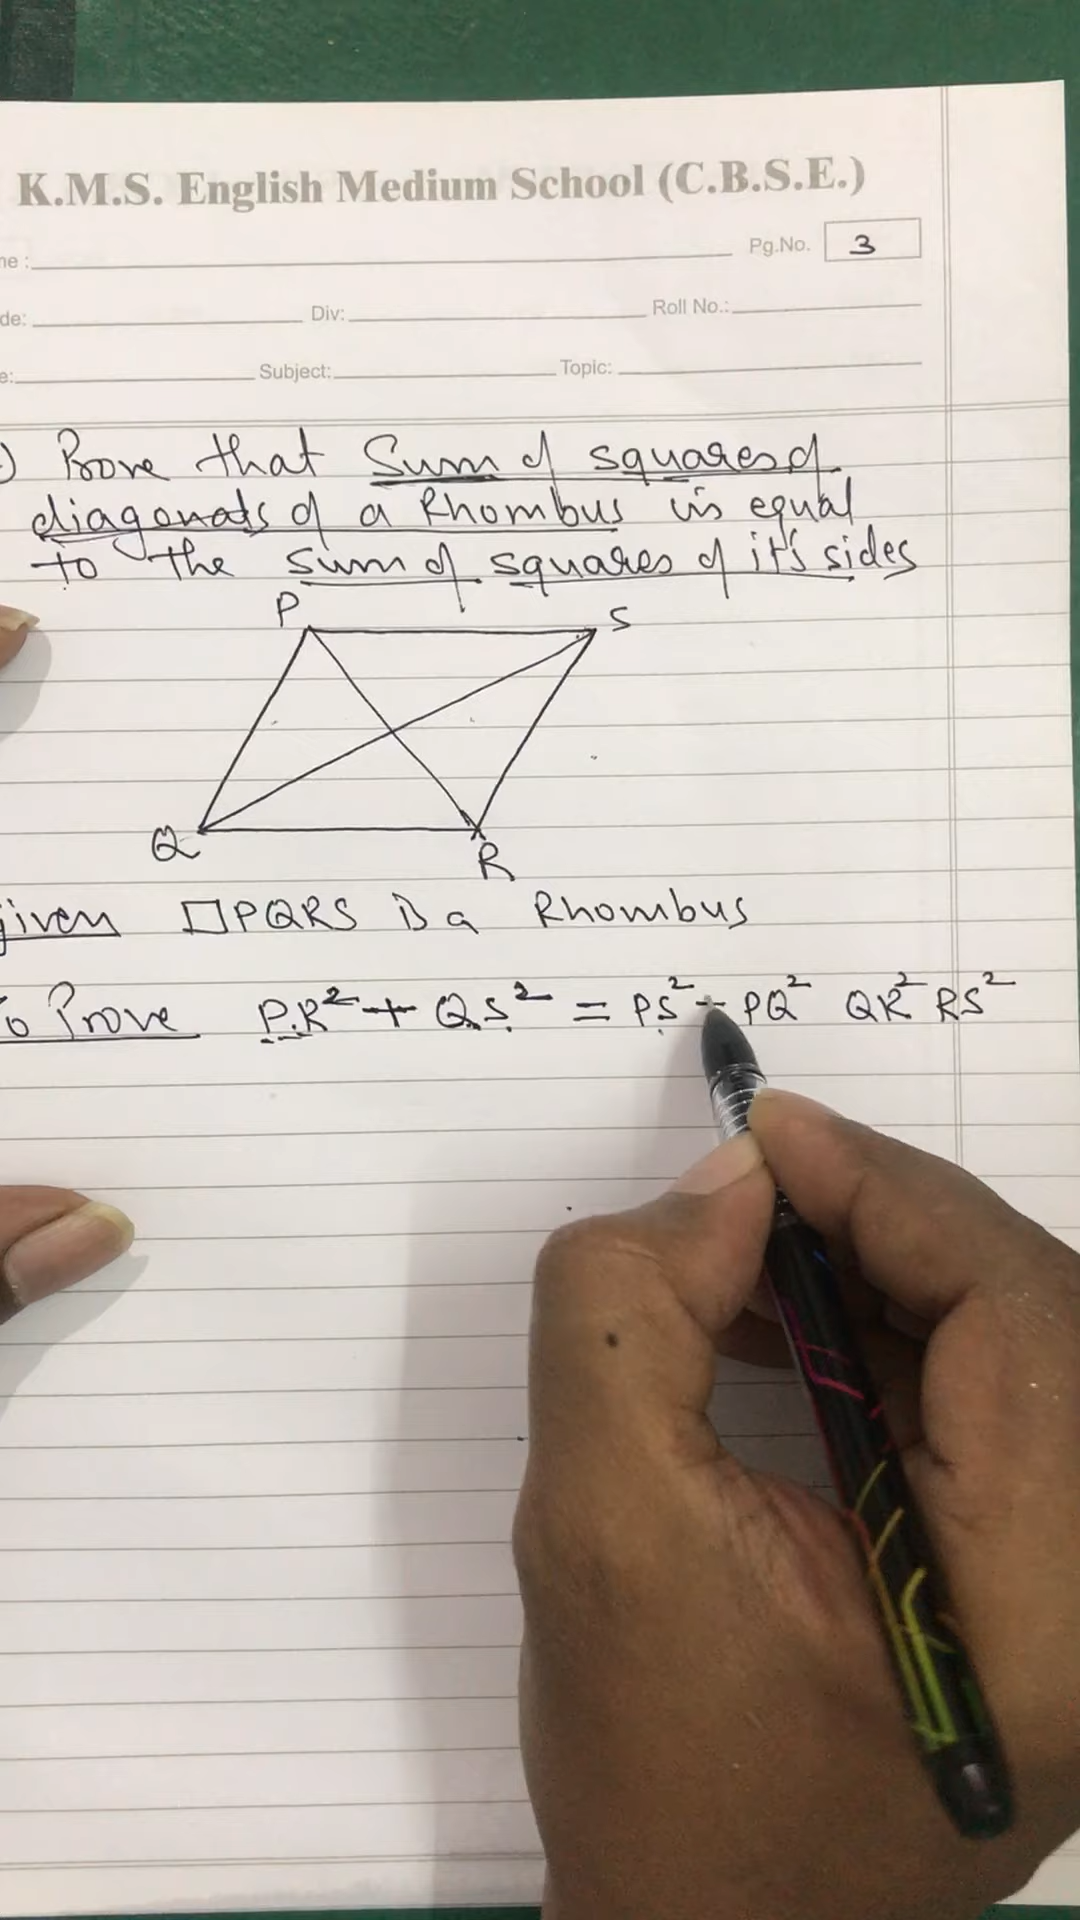 K.M.S. English Medium School (C.B.S.E.)
Pg.No. 3
Div: Roll No.:
Subject: Topic:
Prove that Sum of squares of
diagonals of a Rhombus is equal
to the sum of squares of it's sides
P S
Q R
given □PQRS is a Rhombus
To Prove PR² + QS² = PS² - PQ² QR² RS²